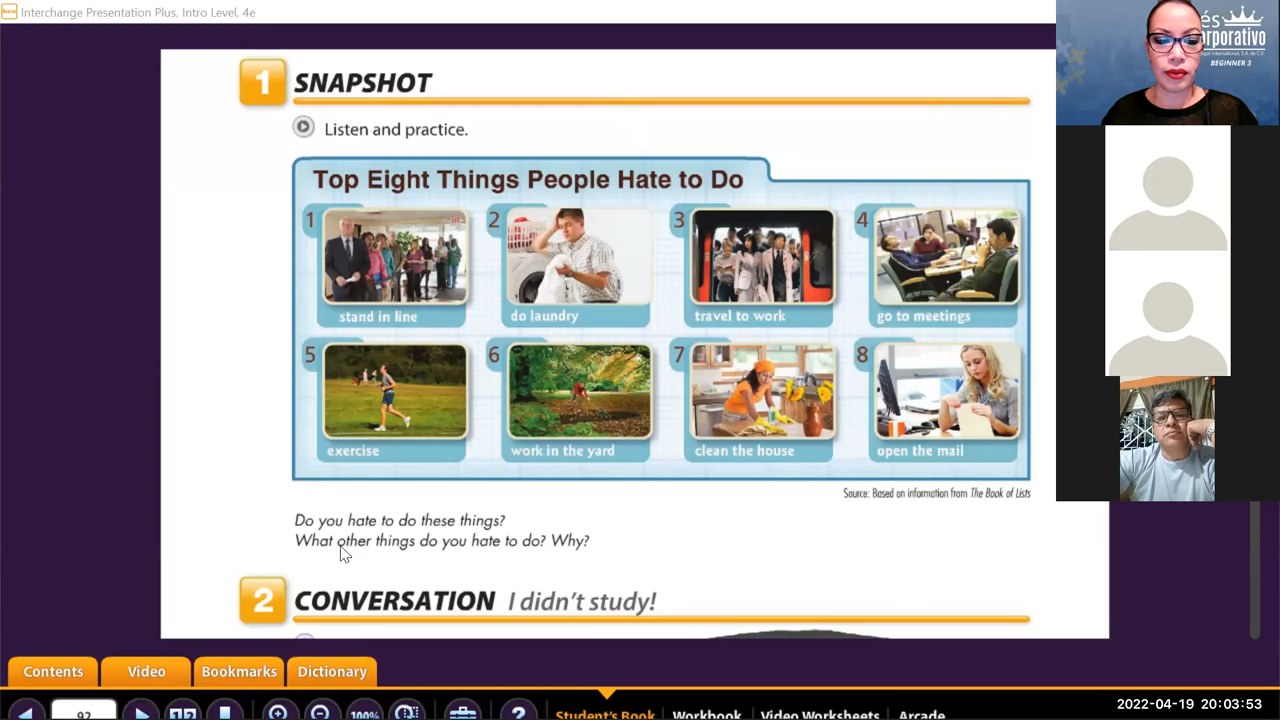 Interchange Presentation Plus, Intro Level, 4e
BEGINNER 3
1 SNAPSHOT
Listen and practice.
Top Eight Things People Hate to Do
1
2
3
4
stand in line
do laundry
travel to work
go to meetings
5
6
7
8
exercise
work in the yard
clean the house
open the mail
Source: Based on information from The Book of Lists
Do you hate to do these things?
What other things do you hate to do? Why?
2 CONVERSATION I didn't study!
Contents
Video
Bookmarks
Dictionary
92
100%
?
Student's Book
Workbook
Video Worksheets
Arcade
2022-04-19 20:03:53